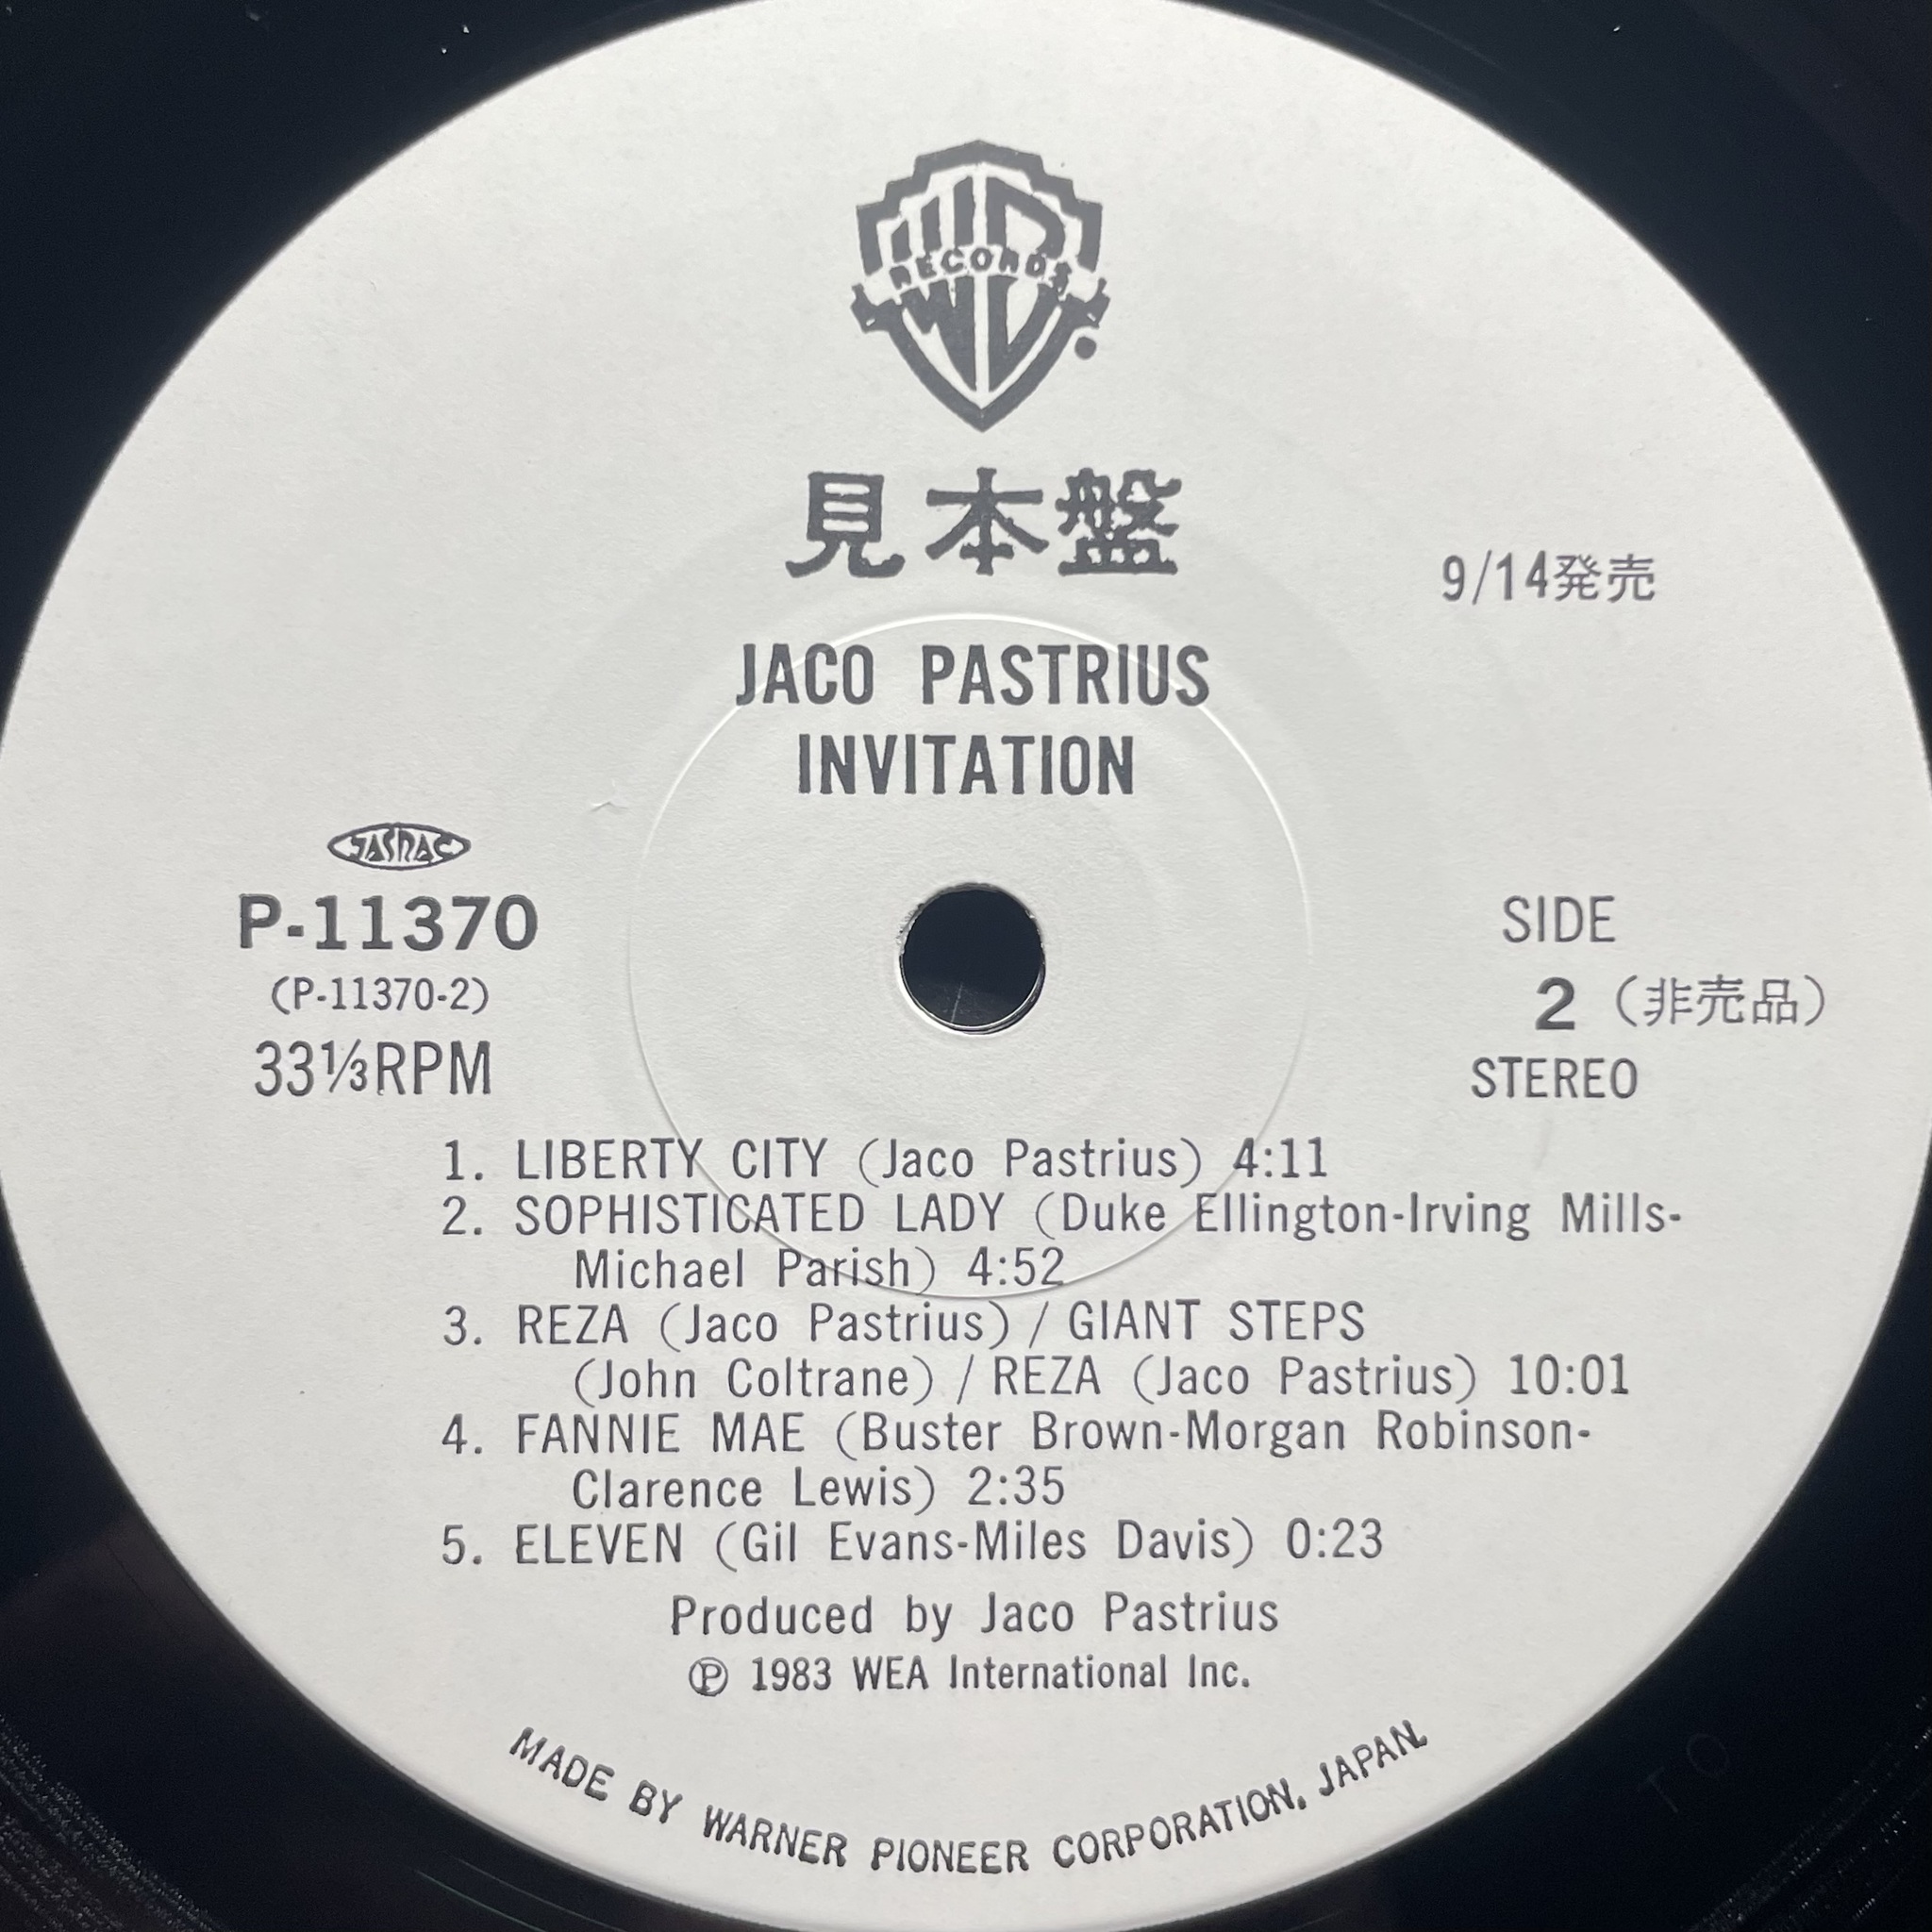 RECORDS
見本盤
9/14発売
JACO PASTRIUS
INVITATION
JASRAC
P-11370
(P-11370-2)
33⅓RPM
SIDE
2 (非売品)
STEREO
1. LIBERTY CITY (Jaco Pastrius) 4:11
2. SOPHISTICATED LADY (Duke Ellington-Irving Mills-
Michael Parish) 4:52
3. REZA (Jaco Pastrius) / GIANT STEPS
(John Coltrane) / REZA (Jaco Pastrius) 10:01
4. FANNIE MAE (Buster Brown-Morgan Robinson-
Clarence Lewis) 2:35
5. ELEVEN (Gil Evans-Miles Davis) 0:23
Produced by Jaco Pastrius
Ⓟ 1983 WEA International Inc.
MADE BY WARNER PIONEER CORPORATION, JAPAN.